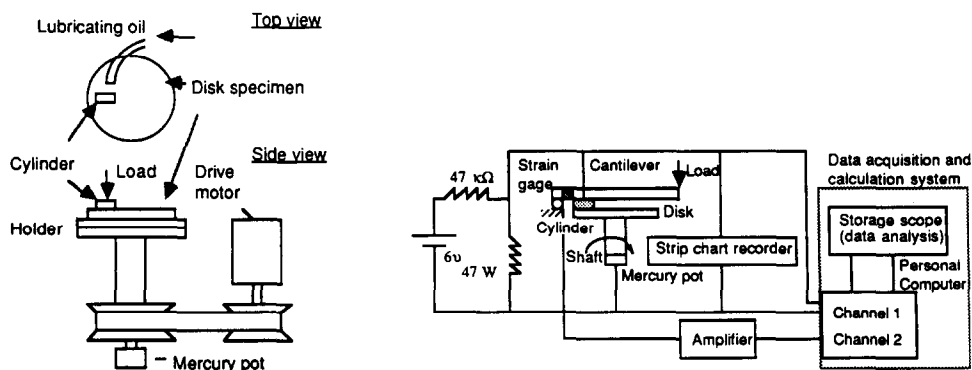 Top view
Lubricating oil
Disk specimen
Side view
Cylinder
Load
Drive
motor
Holder
Mercury pot
47 κΩ
Strain
gage
Cantilever
Load
Disk
Cylinder
6υ
47 W
Shaft
Mercury pot
Strip chart recorder
Amplifier
Data acquisition and
calculation system
Storage scope
(data analysis)
Personal
Computer
Channel 1
Channel 2